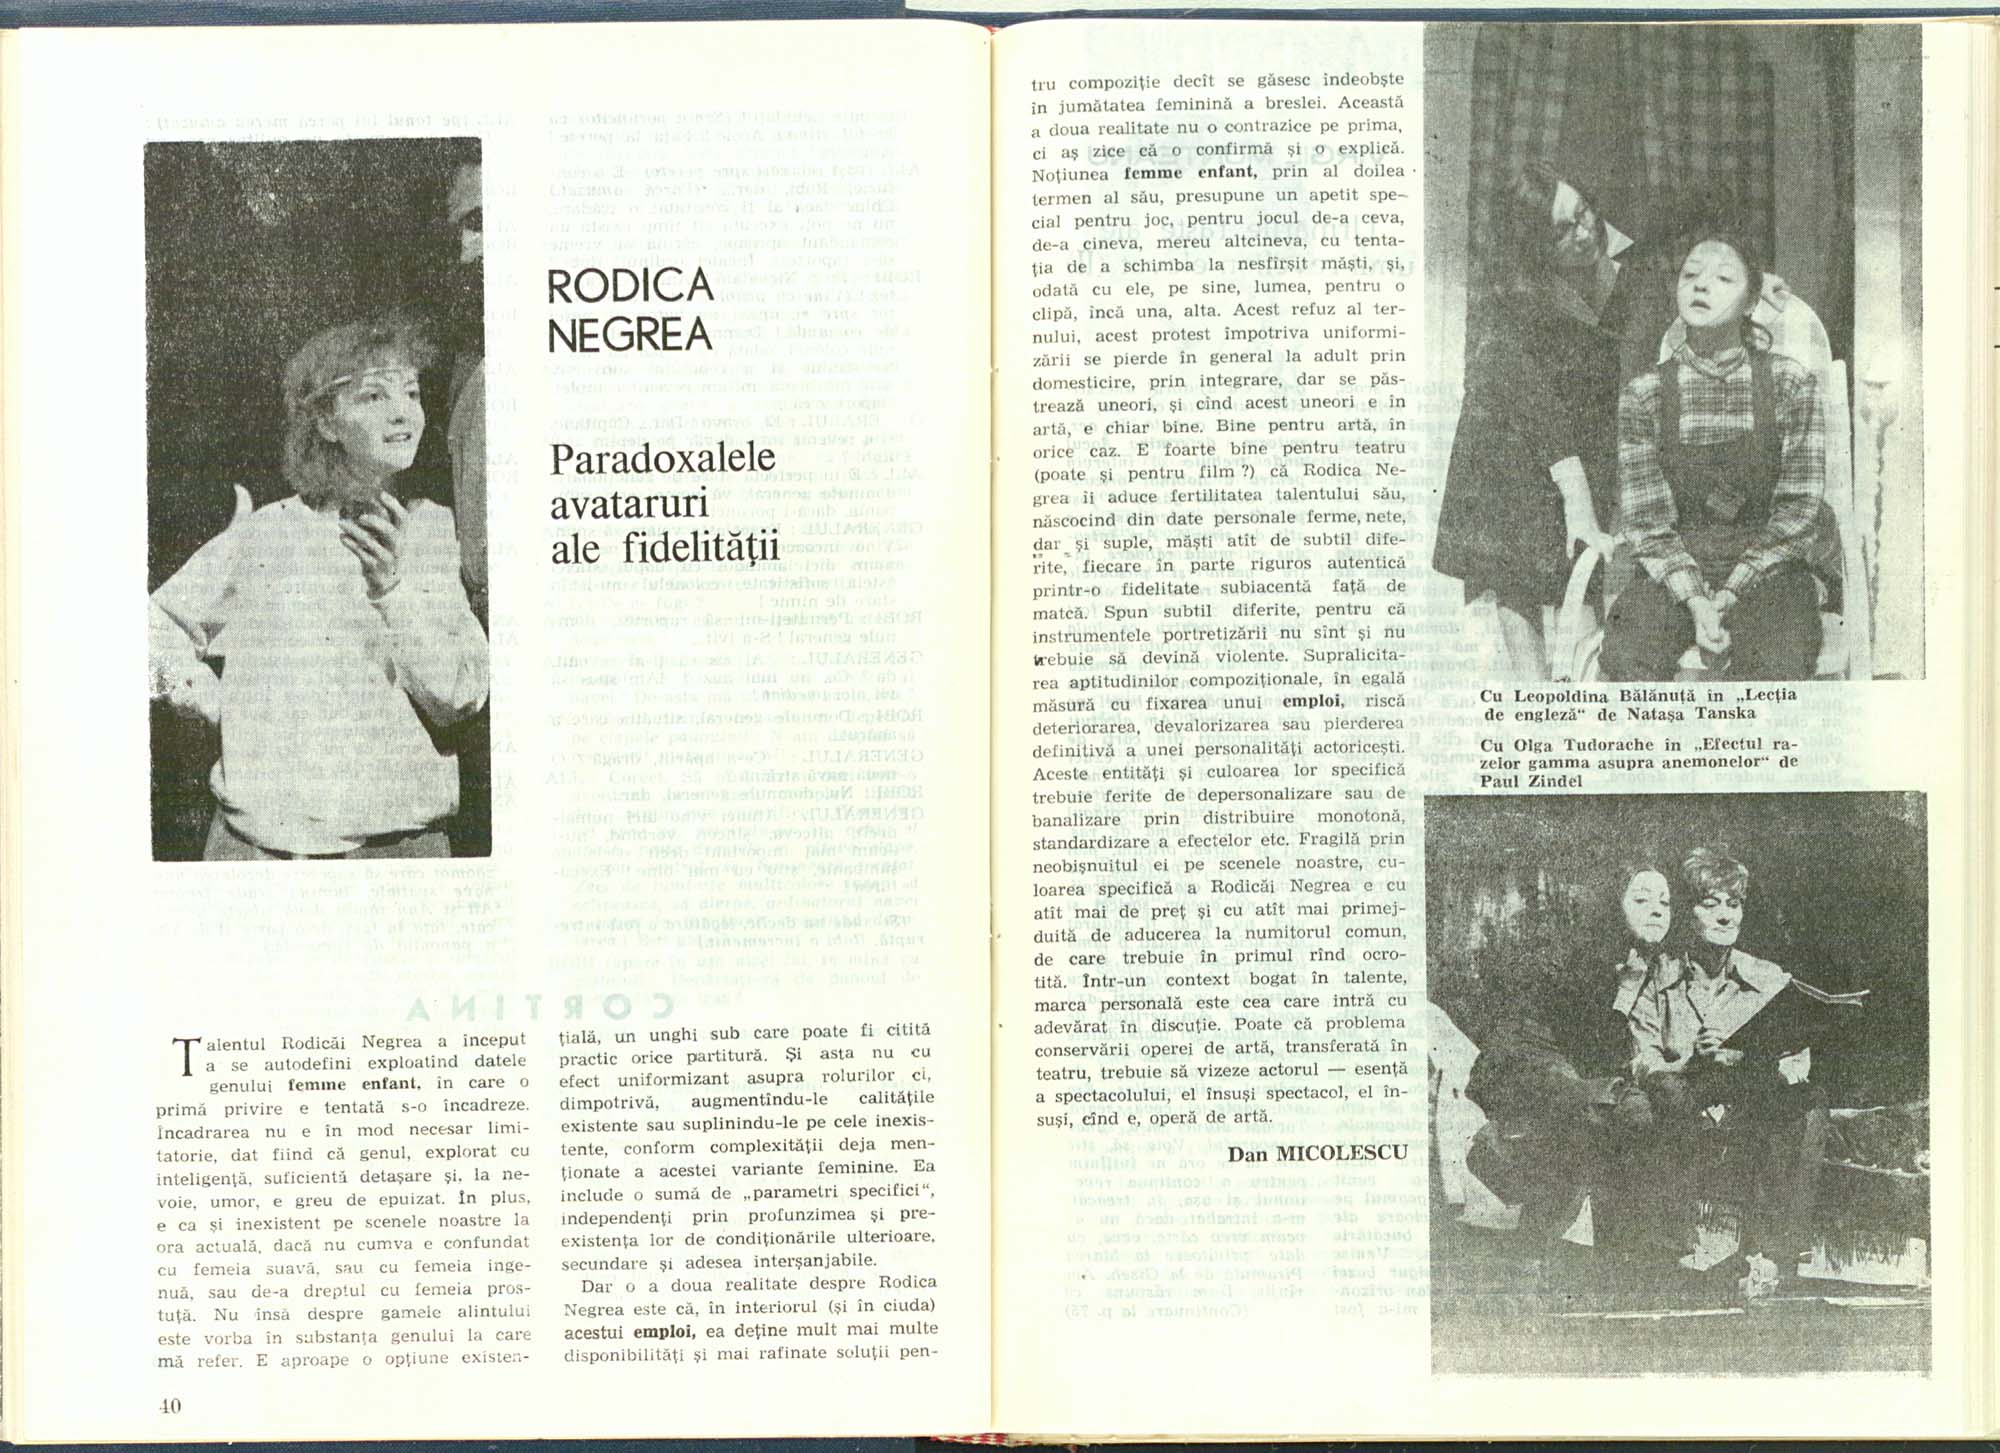 RODICA
NEGREA
Paradoxalele
avataruri
ale fidelității
CORTINA
Talentul Rodicăi Negrea a început
a se autodefini exploatînd datele
genului femme enfant, în care o
primă privire e tentată s-o încadreze.
Încadrarea nu e în mod necesar limi-
tatorie, dat fiind că genul, explorat cu
inteligență, suficientă detașare și, la ne-
voie, umor, e greu de epuizat. În plus,
e ca și inexistent pe scenele noastre la
ora actuală, dacă nu cumva e confundat
cu femeia suavă, sau cu femeia inge-
nuă, sau de-a dreptul cu femeia pros-
tuță. Nu însă despre gamele alintului
este vorba în substanța genului la care
mă refer. E aproape o opțiune existen-
țială, un unghi sub care poate fi citită
practic orice partitură. Și asta nu cu
efect uniformizant asupra rolurilor ci,
dimpotrivă, augmentîndu-le calitățile
existente sau suplinindu-le pe cele inexis-
tente, conform complexității deja men-
ționate a acestei variante feminine. Ea
include o sumă de „parametri specifici“,
independenți prin profunzimea și pre-
existența lor de condiționările ulterioare,
secundare și adesea interșanjabile.
Dar o a doua realitate despre Rodica
Negrea este că, în interiorul (și în ciuda)
acestui emploi, ea deține mult mai multe
disponibilități și mai rafinate soluții pen-
40
tru compoziție decît se găsesc îndeobște
în jumătatea feminină a breslei. Această
a doua realitate nu o contrazice pe prima,
ci aș zice că o confirmă și o explică.
Noțiunea femme enfant, prin al doilea
termen al său, presupune un apetit spe-
cial pentru joc, pentru jocul de-a ceva,
de-a cineva, mereu altcineva, cu tenta-
ția de a schimba la nesfîrșit măști, și,
odată cu ele, pe sine, lumea, pentru o
clipă, încă una, alta. Acest refuz al ter-
nului, acest protest împotriva uniformi-
zării se pierde în general la adult prin
domesticire, prin integrare, dar se păs-
trează uneori, și cînd acest uneori e în
artă, e chiar bine. Bine pentru artă, în
orice caz. E foarte bine pentru teatru
(poate și pentru film ?) că Rodica Ne-
grea îi aduce fertilitatea talentului său,
născocind din date personale ferme, nete,
dar și suple, măști atît de subtil dife-
rite, fiecare în parte riguros autentică
printr-o fidelitate subiacentă față de
matcă. Spun subtil diferite, pentru că
instrumentele portretizării nu sînt și nu
trebuie să devină violente. Supralicita-
rea aptitudinilor compoziționale, în egală
măsură cu fixarea unui emploi, riscă
deteriorarea, devalorizarea sau pierderea
definitivă a unei personalități actoricești.
Aceste entități și culoarea lor specifică
trebuie ferite de depersonalizare sau de
banalizare prin distribuire monotonă,
standardizare a efectelor etc. Fragilă prin
neobișnuitul ei pe scenele noastre, cu-
loarea specifică a Rodicăi Negrea e cu
atît mai de preț și cu atît mai primej-
duită de aducerea la numitorul comun,
de care trebuie în primul rînd ocro-
tită. Într-un context bogat în talente,
marca personală este cea care intră cu
adevărat în discuție. Poate că problema
conservării operei de artă, transferată în
teatru, trebuie să vizeze actorul — esență
a spectacolului, el însuși spectacol, el în-
suși, cînd e, operă de artă.
Dan MICOLESCU
Cu Leopoldina Bălănuță în „Lecția
de engleză“ de Natașa Tanska
Cu Olga Tudorache în „Efectul ra-
zelor gamma asupra anemonelor“ de
Paul Zindel